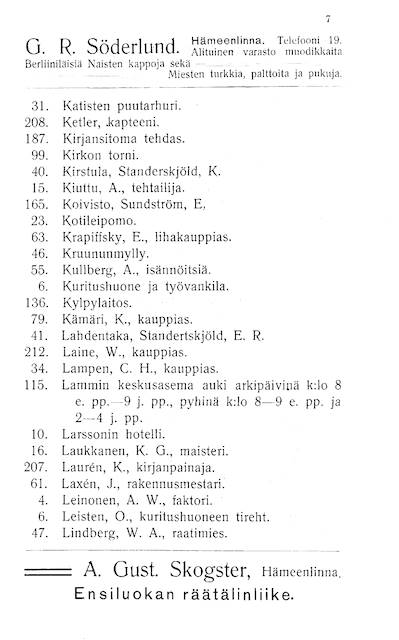 7
G. R. Söderlund. Hämeenlinna. Telefooni 19.
Alituinen varasto muodikkaita
Berliiniläisiä Naisten kappoja sekä
Miesten turkkia, palttoita ja pukuja.
31. Katisten puutarhuri.
208. Ketler, kapteeni.
187. Kirjansitoma tehdas.
99. Kirkon torni.
40. Kirstula, Standerskjöld, K.
15. Kiuttu, A., tehtailija.
165. Koivisto, Sundström, E.
23. Kotileipomo.
63. Krapiffsky, E., lihakauppias.
46. Kruununmylly.
55. Kullberg, A., isännöitsiä.
6. Kuritushuone ja työvankila.
136. Kylpylaitos.
79. Kämäri, K., kauppias.
41. Lahdentaka, Standertskjöld, E. R.
212. Laine, W., kauppias.
34. Lampen, C. H., kauppias.
115. Lammin keskusasema auki arkipäivinä k:lo 8
e. pp.—9 j. pp., pyhinä k:lo 8—9 e. pp. ja
2—4 j. pp.
10. Larssonin hotelli.
16. Laukkanen, K. G., maisteri.
207. Laurén, K., kirjanpainaja.
61. Laxén, J., rakennusmestari.
4. Leinonen, A. W., faktori.
6. Leisten, O., kuritushuoneen tireht.
47. Lindberg, W. A., raatimies.
A. Gust. Skogster, Hämeenlinna.
Ensiluokan räätälinliike.